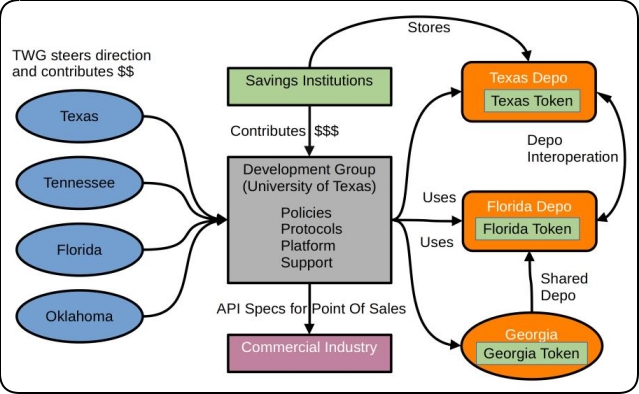 Stores
TWG steers direction
and contributes $$
Savings Institutions
Texas Depo
Texas Token
Texas
Contributes $$$
Depo
Interoperation
Development Group
(University of Texas)
Policies
Protocols
Platform
Support
Tennessee
Uses
Florida Depo
Florida Token
Florida
Uses
Shared
Depo
Oklahoma
API Specs for Point Of Sales
Georgia
Georgia Token
Commercial Industry